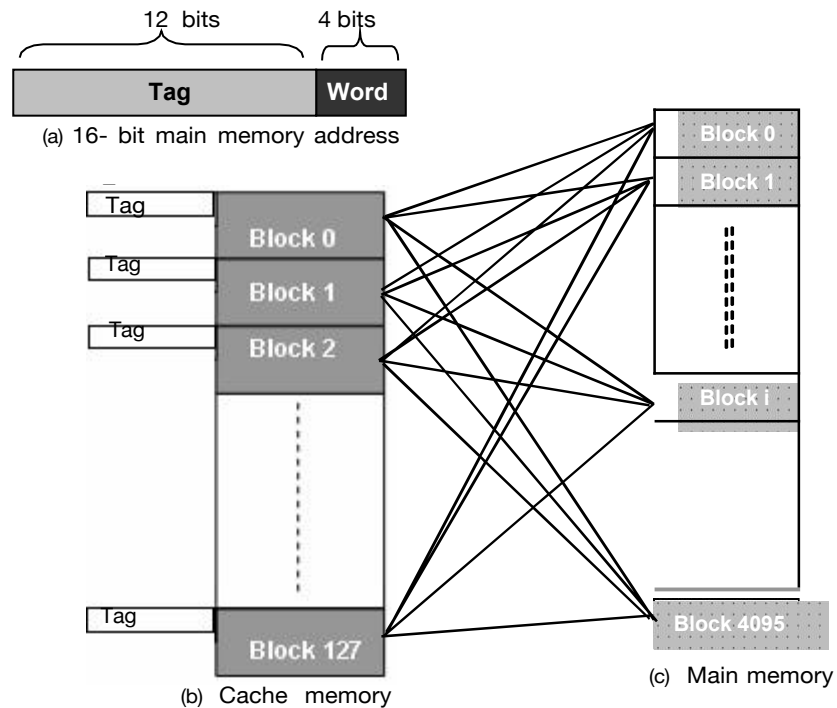 12 bits
4 bits
Tag
Word
(a) 16- bit main memory address
Tag
Block 0
Tag
Block 1
Tag
Block 2
Tag
Block 127
(b) Cache memory
Block 0
Block 1
Block i
Block 4095
(c) Main memory